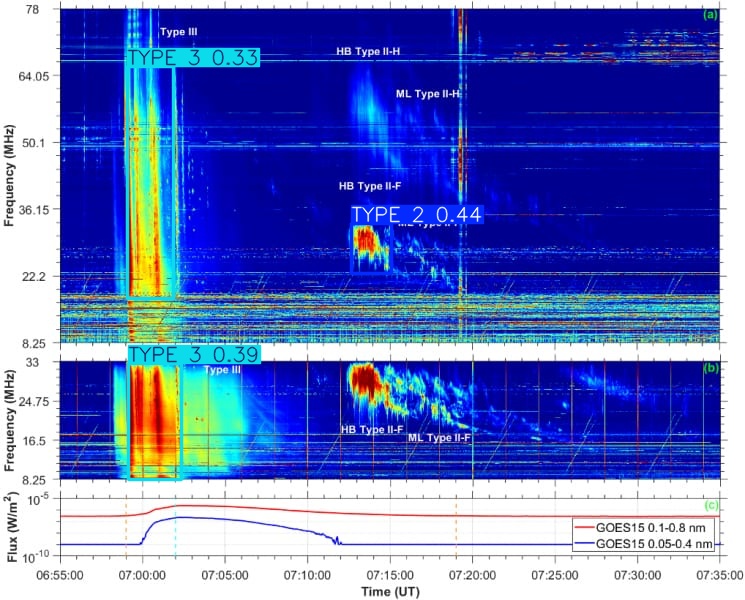 78
(a)
Type III
HB Type II-H
TYPE 3 0.33
64.05
ML Type II-H
50.1
Frequency (MHz)
HB Type II-F
36.15
TYPE 2 0.44
22.2
8.25
TYPE 3 0.39
33
(b)
Type III
24.75
Frequency (MHz)
HB Type II-F
16.5
ML Type II-F
8.25
10^-5
(c)
Flux (W/m^2)
GOES15 0.1-0.8 nm
GOES15 0.05-0.4 nm
10^-10
06:55:00 07:00:00 07:05:00 07:10:00 07:15:00 07:20:00 07:25:00 07:30:00 07:35:00
Time (UT)